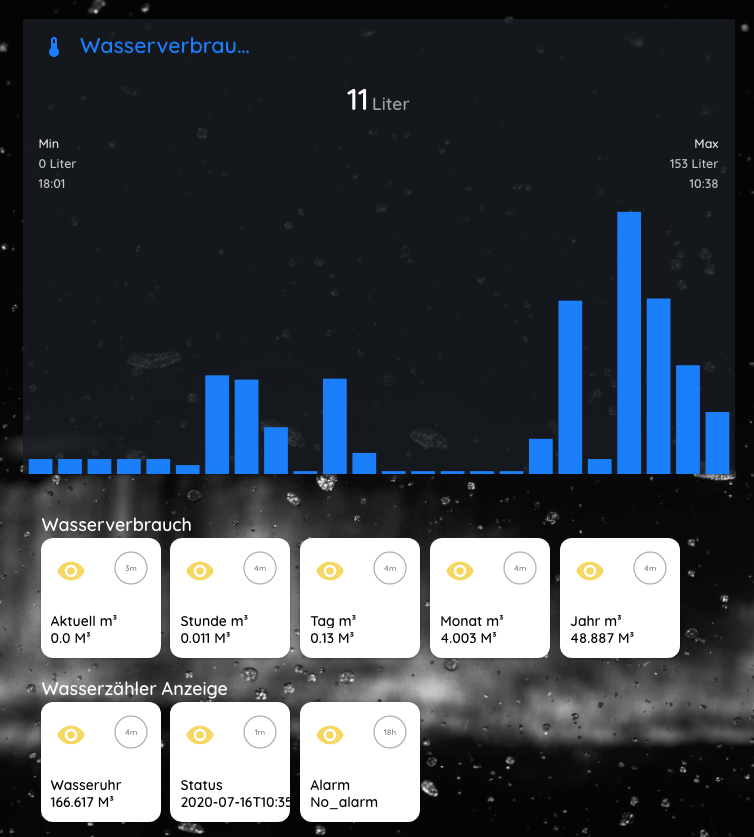 Wasserverbrau...
11 Liter
Min
0 Liter
18:01
Max
153 Liter
10:38
Wasserverbrauch
3m
Aktuell m³
0.0 M³
4m
Stunde m³
0.011 M³
4m
Tag m³
0.13 M³
4m
Monat m³
4.003 M³
4m
Jahr m³
48.887 M³
Wasserzähler Anzeige
4m
Wasseruhr
166.617 M³
1m
Status
2020-07-16T10:35
18h
Alarm
No_alarm